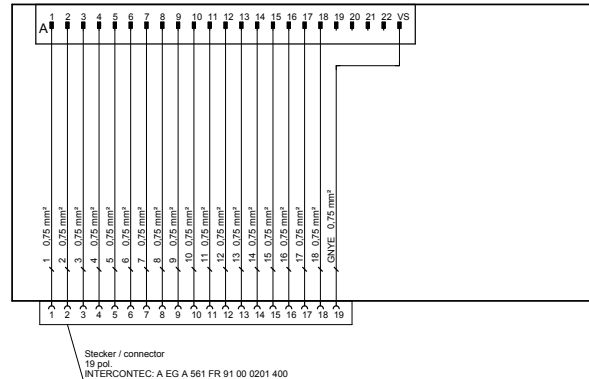 1 2 3 4 5 6 7 8 9 10 11 12 13 14 15 16 17 18 19 20 21 22 VS
A
1 0,75 mm²
2 0,75 mm²
3 0,75 mm²
4 0,75 mm²
5 0,75 mm²
6 0,75 mm²
7 0,75 mm²
8 0,75 mm²
9 0,75 mm²
10 0,75 mm²
11 0,75 mm²
12 0,75 mm²
13 0,75 mm²
14 0,75 mm²
15 0,75 mm²
16 0,75 mm²
17 0,75 mm²
18 0,75 mm²
GNYE 0,75 mm²
1 2 3 4 5 6 7 8 9 10 11 12 13 14 15 16 17 18 19
Stecker / connector
19 pol.
INTERCONTEC: A EG A 561 FR 91 00 0201 400